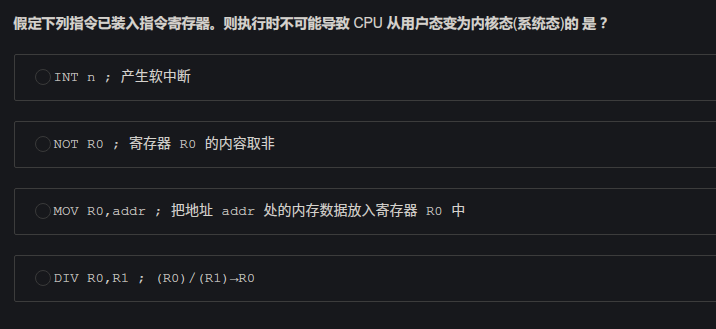 假定下列指令已装入指令寄存器。则执行时不可能导致 CPU 从用户态变为内核态(系统态)的 是？
INT n ; 产生软中断
NOT R0 ; 寄存器 R0 的内容取非
MOV R0,addr ; 把地址 addr 处的内存数据放入寄存器 R0 中
DIV R0,R1 ; (R0)/(R1)→R0